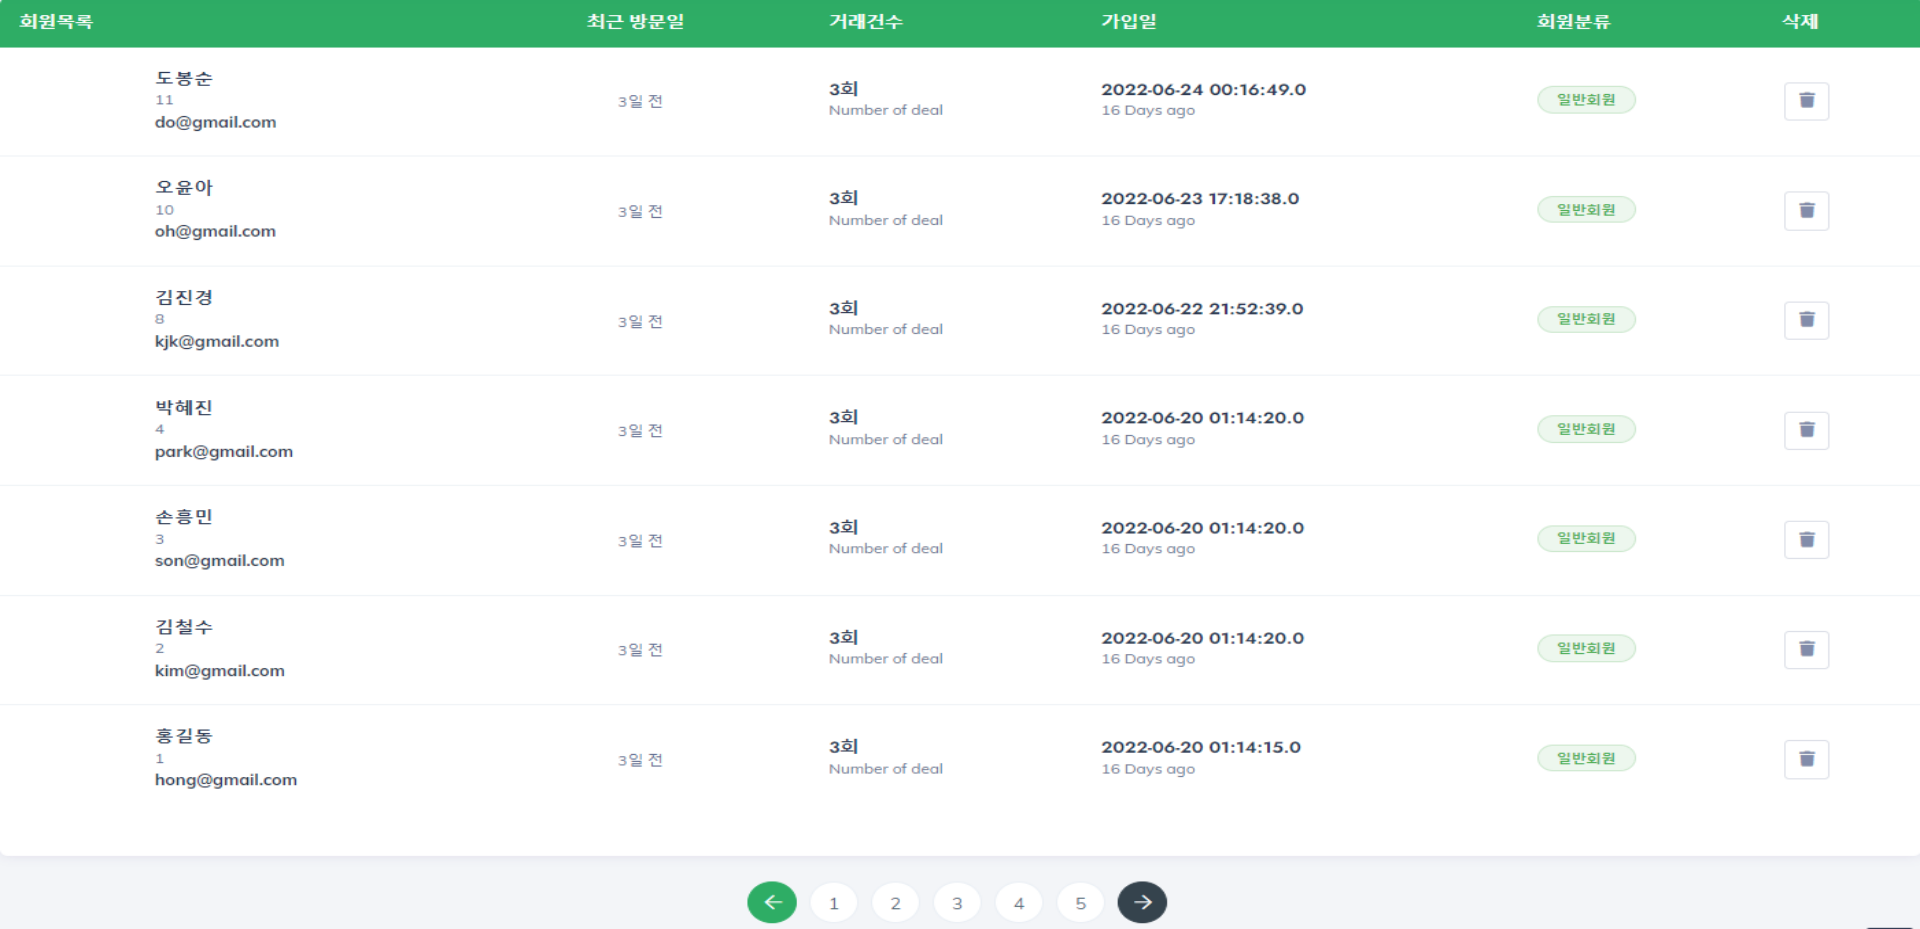 회원목록 최근 방문일 거래건수 가입일 회원분류 삭제
도봉순
11
do@gmail.com
3일 전
3회
Number of deal
2022-06-24 00:16:49.0
16 Days ago
일반회원
오윤아
10
oh@gmail.com
3일 전
3회
Number of deal
2022-06-23 17:18:38.0
16 Days ago
일반회원
김진경
8
kjk@gmail.com
3일 전
3회
Number of deal
2022-06-22 21:52:39.0
16 Days ago
일반회원
박혜진
4
park@gmail.com
3일 전
3회
Number of deal
2022-06-20 01:14:20.0
16 Days ago
일반회원
손흥민
3
son@gmail.com
3일 전
3회
Number of deal
2022-06-20 01:14:20.0
16 Days ago
일반회원
김철수
2
kim@gmail.com
3일 전
3회
Number of deal
2022-06-20 01:14:20.0
16 Days ago
일반회원
홍길동
1
hong@gmail.com
3일 전
3회
Number of deal
2022-06-20 01:14:15.0
16 Days ago
일반회원
1 2 3 4 5